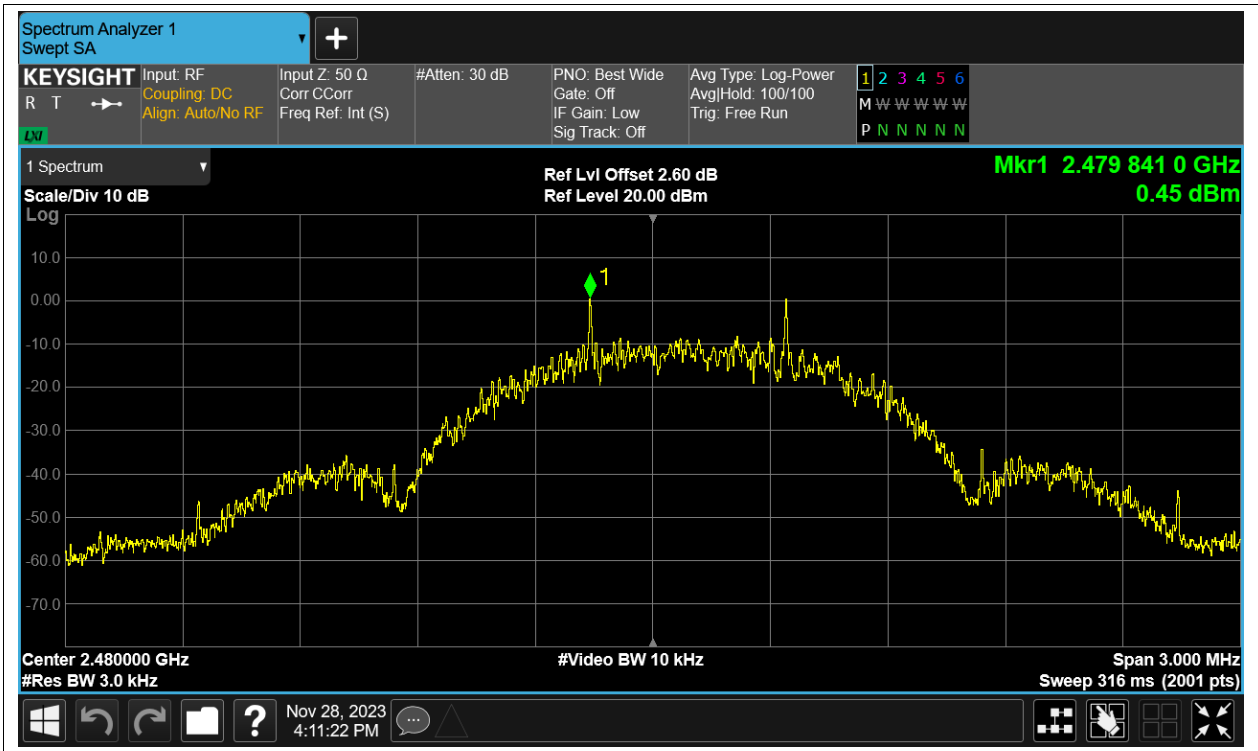 Spectrum Analyzer 1
Swept SA
KEYSIGHT
R T
LXI
Input: RF
Coupling: DC
Align: Auto/No RF
Input Z: 50 Ω
Corr CCorr
Freq Ref: Int (S)
#Atten: 30 dB
PNO: Best Wide
Gate: Off
IF Gain: Low
Sig Track: Off
Avg Type: Log-Power
Avg|Hold: 100/100
Trig: Free Run
1 2 3 4 5 6
M W W W W W
P N N N N N
1 Spectrum
Scale/Div 10 dB
Log
Ref Lvl Offset 2.60 dB
Ref Level 20.00 dBm
Mkr1 2.479 841 0 GHz
0.45 dBm
1
10.0
0.00
-10.0
-20.0
-30.0
-40.0
-50.0
-60.0
-70.0
Center 2.480000 GHz
#Res BW 3.0 kHz
#Video BW 10 kHz
Span 3.000 MHz
Sweep 316 ms (2001 pts)
?
Nov 28, 2023
4:11:22 PM